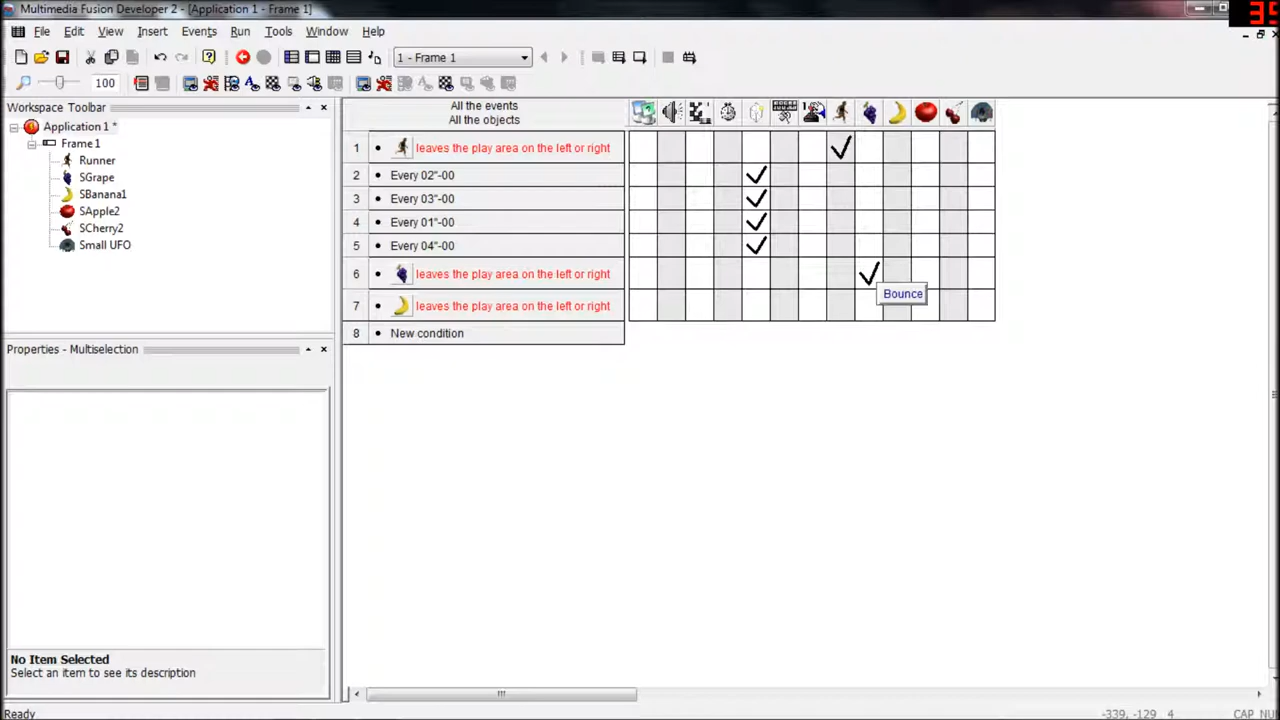 Multimedia Fusion Developer 2 - [Application 1 - Frame 1]
File Edit View Insert Events Run Tools Window Help
1 - Frame 1
100
Workspace Toolbar
Application 1 *
Frame 1
Runner
SGrape
SBanana1
SApple2
SCherry2
Small UFO
All the events
All the objects
1 • leaves the play area on the left or right
2 • Every 02"-00
3 • Every 03"-00
4 • Every 01"-00
5 • Every 04"-00
6 • leaves the play area on the left or right
Bounce
7 • leaves the play area on the left or right
8 • New condition
Properties - Multiselection
No Item Selected
Select an item to see its description
Ready
-339, -129 4
CAP NU